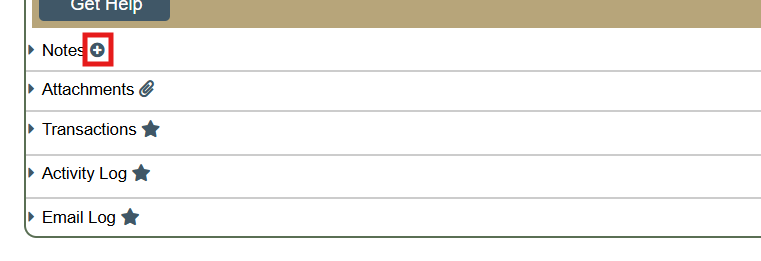 Get Help
Notes
Attachments
Transactions
Activity Log
Email Log